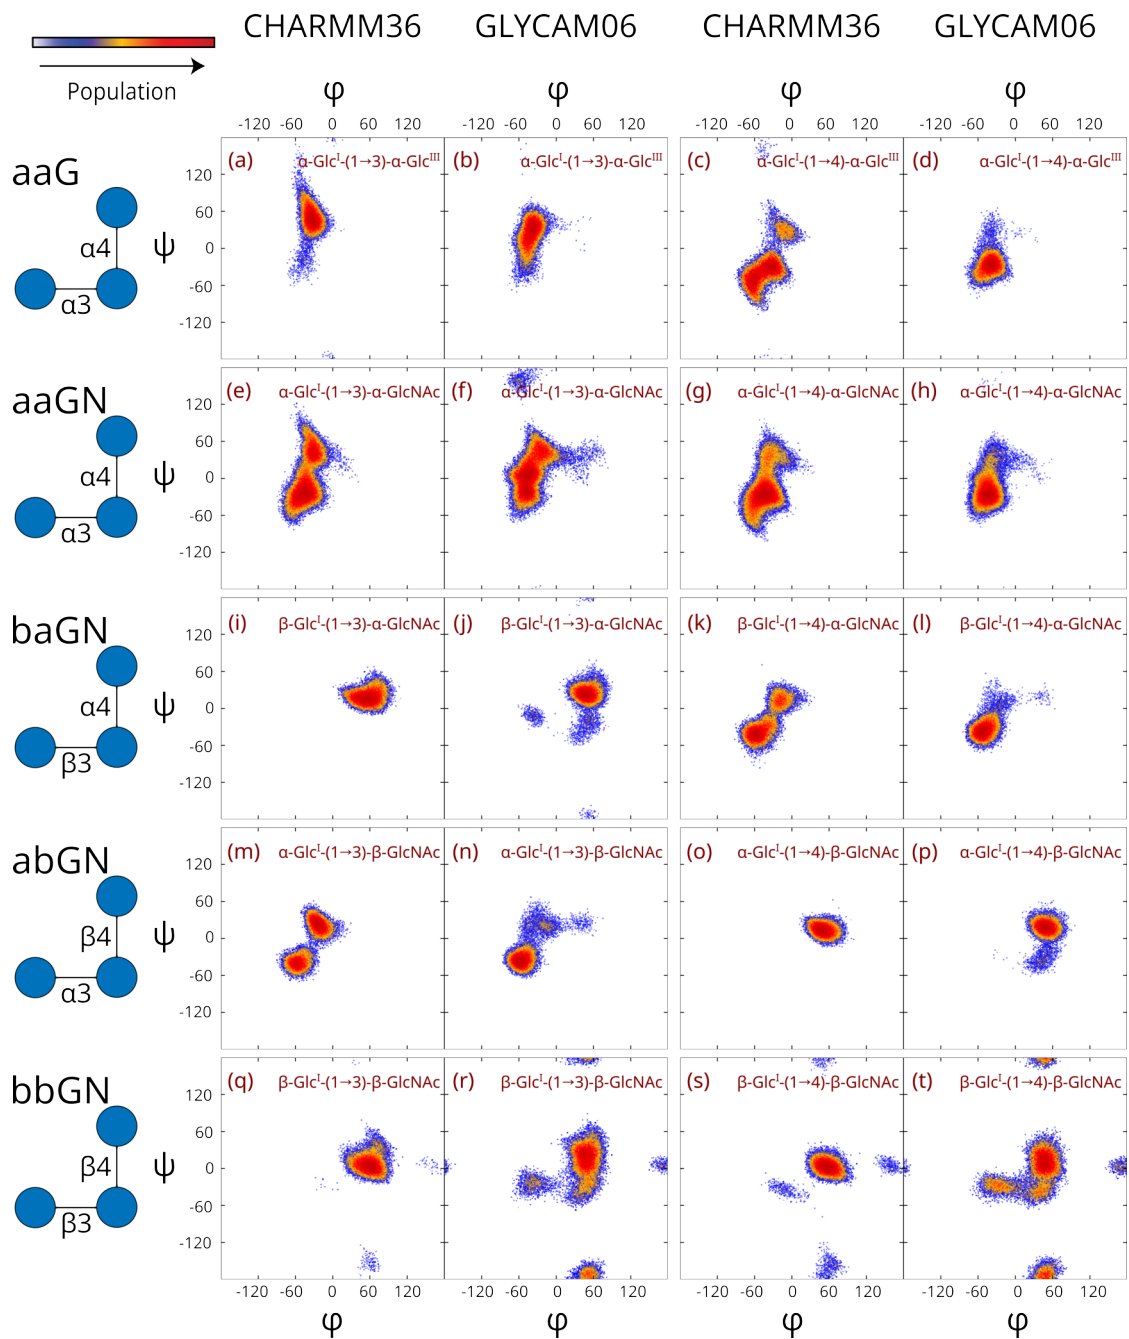 CHARMM36 GLYCAM06 CHARMM36 GLYCAM06
Population
φ φ φ φ
-120 -60 0 60 120 -120 -60 0 60 120 -120 -60 0 60 120 -120 -60 0 60 120
aaG
α4
α3
ψ
120
60
0
-60
-120
(a) α-Glcᴵ-(1→3)-α-Glcᴵᴵᴵ
(b) α-Glcᴵ-(1→3)-α-Glcᴵᴵᴵ
(c) α-Glcᴵ-(1→4)-α-Glcᴵᴵᴵ
(d) α-Glcᴵ-(1→4)-α-Glcᴵᴵᴵ
aaGN
α4
α3
ψ
120
60
0
-60
-120
(e) α-Glcᴵ-(1→3)-α-GlcNAc
(f) α-Glcᴵ-(1→3)-α-GlcNAc
(g) α-Glcᴵ-(1→4)-α-GlcNAc
(h) α-Glcᴵ-(1→4)-α-GlcNAc
baGN
α4
β3
ψ
120
60
0
-60
-120
(i) β-Glcᴵ-(1→3)-α-GlcNAc
(j) β-Glcᴵ-(1→3)-α-GlcNAc
(k) β-Glcᴵ-(1→4)-α-GlcNAc
(l) β-Glcᴵ-(1→4)-α-GlcNAc
abGN
β4
α3
ψ
120
60
0
-60
-120
(m) α-Glcᴵ-(1→3)-β-GlcNAc
(n) α-Glcᴵ-(1→3)-β-GlcNAc
(o) α-Glcᴵ-(1→4)-β-GlcNAc
(p) α-Glcᴵ-(1→4)-β-GlcNAc
bbGN
β4
β3
ψ
120
60
0
-60
-120
(q) β-Glcᴵ-(1→3)-β-GlcNAc
(r) β-Glcᴵ-(1→3)-β-GlcNAc
(s) β-Glcᴵ-(1→4)-β-GlcNAc
(t) β-Glcᴵ-(1→4)-β-GlcNAc
-120 -60 0 60 120 -120 -60 0 60 120 -120 -60 0 60 120 -120 -60 0 60 120
φ φ φ φ